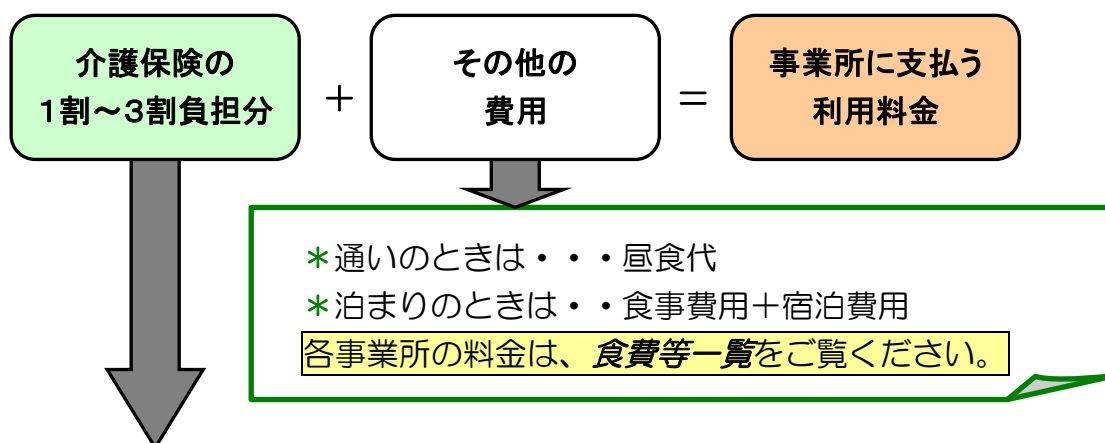 介護保険の
1割～3割負担分
+
その他の
費用
=
事業所に支払う
利用料金
＊通いのときは・・・昼食代
＊泊まりのときは・・食事費用＋宿泊費用
各事業所の料金は、食費等一覧をご覧ください。